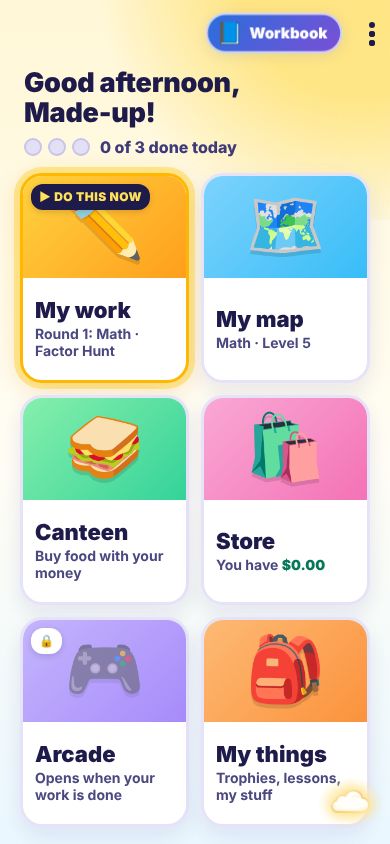 Workbook
Good afternoon,
Made-up!
0 of 3 done today
▶ DO THIS NOW
My work
Round 1: Math ·
Factor Hunt
My map
Math · Level 5
Canteen
Buy food with your
money
Store
You have $0.00
Arcade
Opens when your
work is done
My things
Trophies, lessons,
my stuff